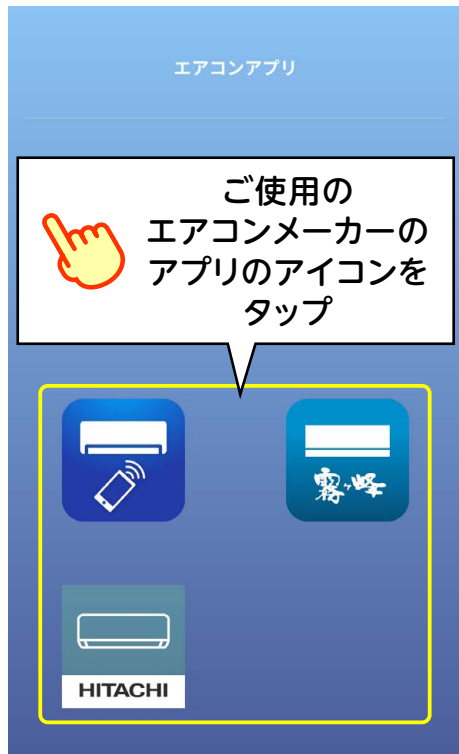 エアコンアプリ
ご使用の
エアコンメーカーの
アプリのアイコンを
タップ
霧ヶ峰
HITACHI